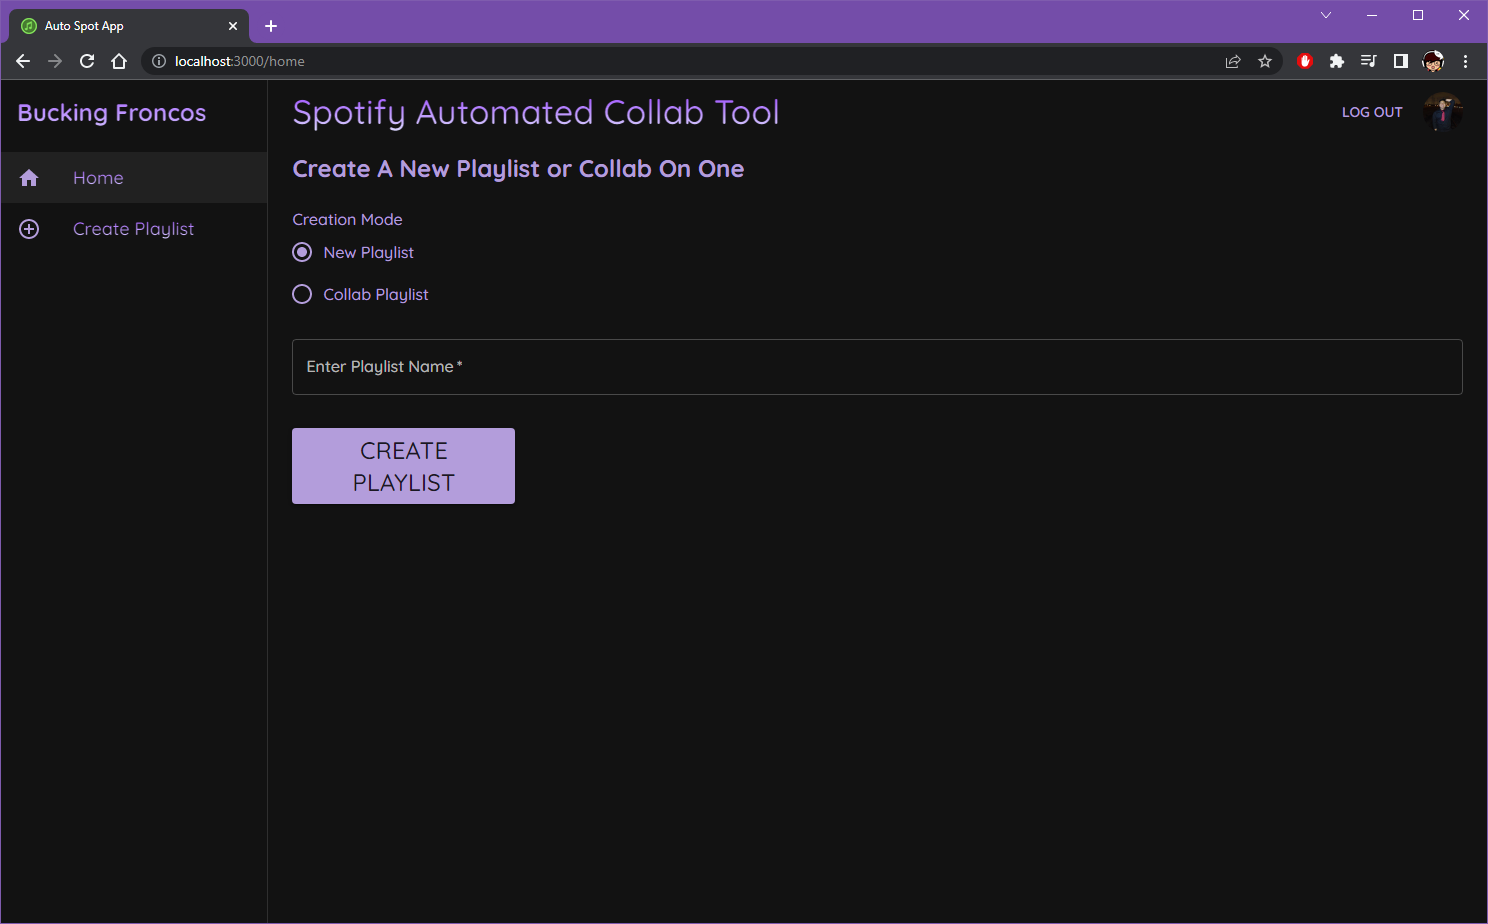 Auto Spot App
localhost:3000/home
Bucking Froncos
Spotify Automated Collab Tool
LOG OUT
Home
Create Playlist
Create A New Playlist or Collab On One
Creation Mode
New Playlist
Collab Playlist
Enter Playlist Name *
CREATE
PLAYLIST